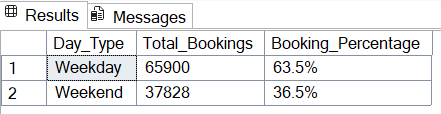 Results Messages
Day_Type Total_Bookings Booking_Percentage
1 Weekday 65900 63.5%
2 Weekend 37828 36.5%